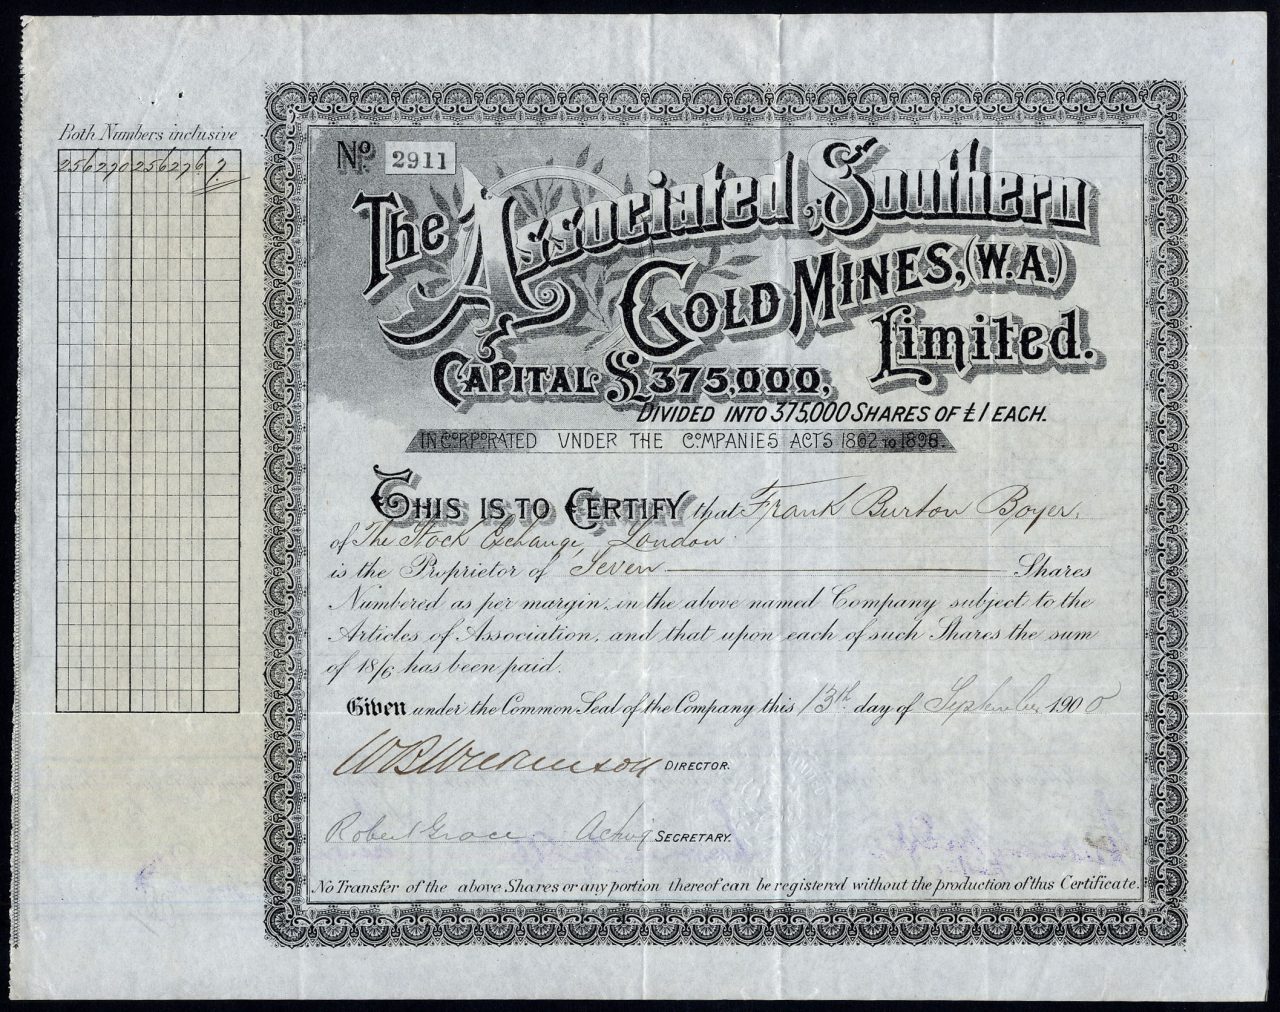 Both Numbers inclusive
256270 256276 7
No. 2911
The Associated Southern
Gold Mines, (W.A.)
Limited.
Capital £375,000,
Divided into 375,000 Shares of £1 each.
Incorporated under the Companies Acts 1862 to 1898.
This is to Certify that Frank Burton Boyer,
of The Stock Exchange, London.
is the Proprietor of Seven Shares
Numbered as per margin, in the above named Company subject to the
Articles of Association, and that upon each of such Shares the sum
of 18/6 has been paid.
Given under the Common Seal of the Company this 13th day of September 1900
DIRECTOR.
Robert Grace Acting SECRETARY.
No Transfer of the above Shares or any portion thereof can be registered without the production of this Certificate.